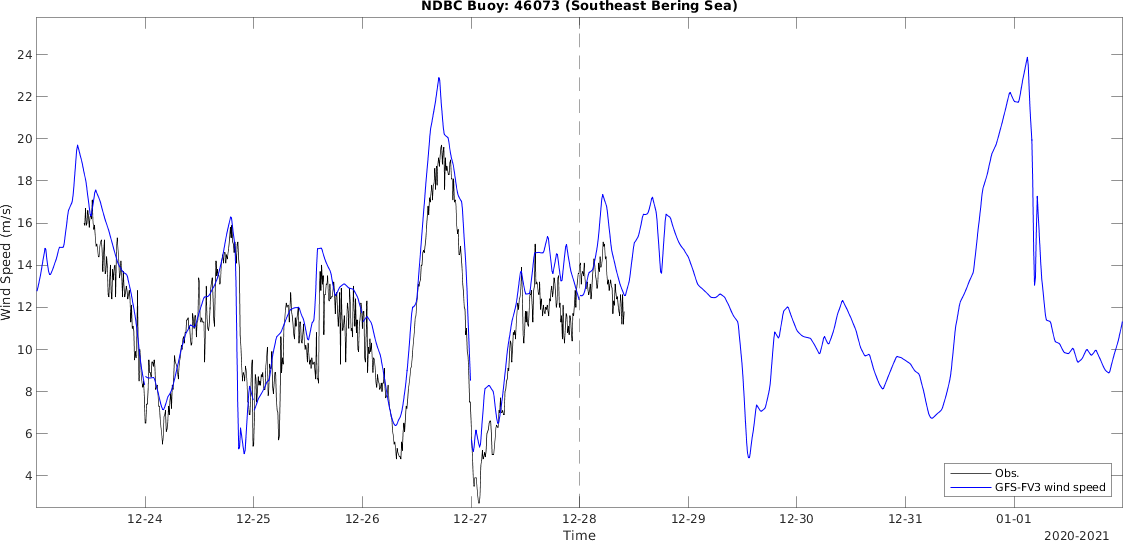 NDBC Buoy: 46073 (Southeast Bering Sea)
24
22
20
18
16
14
12
10
8
6
4
Wind Speed (m/s)
Obs.
GFS-FV3 wind speed
12-24 12-25 12-26 12-27 12-28 12-29 12-30 12-31 01-01
Time
2020-2021